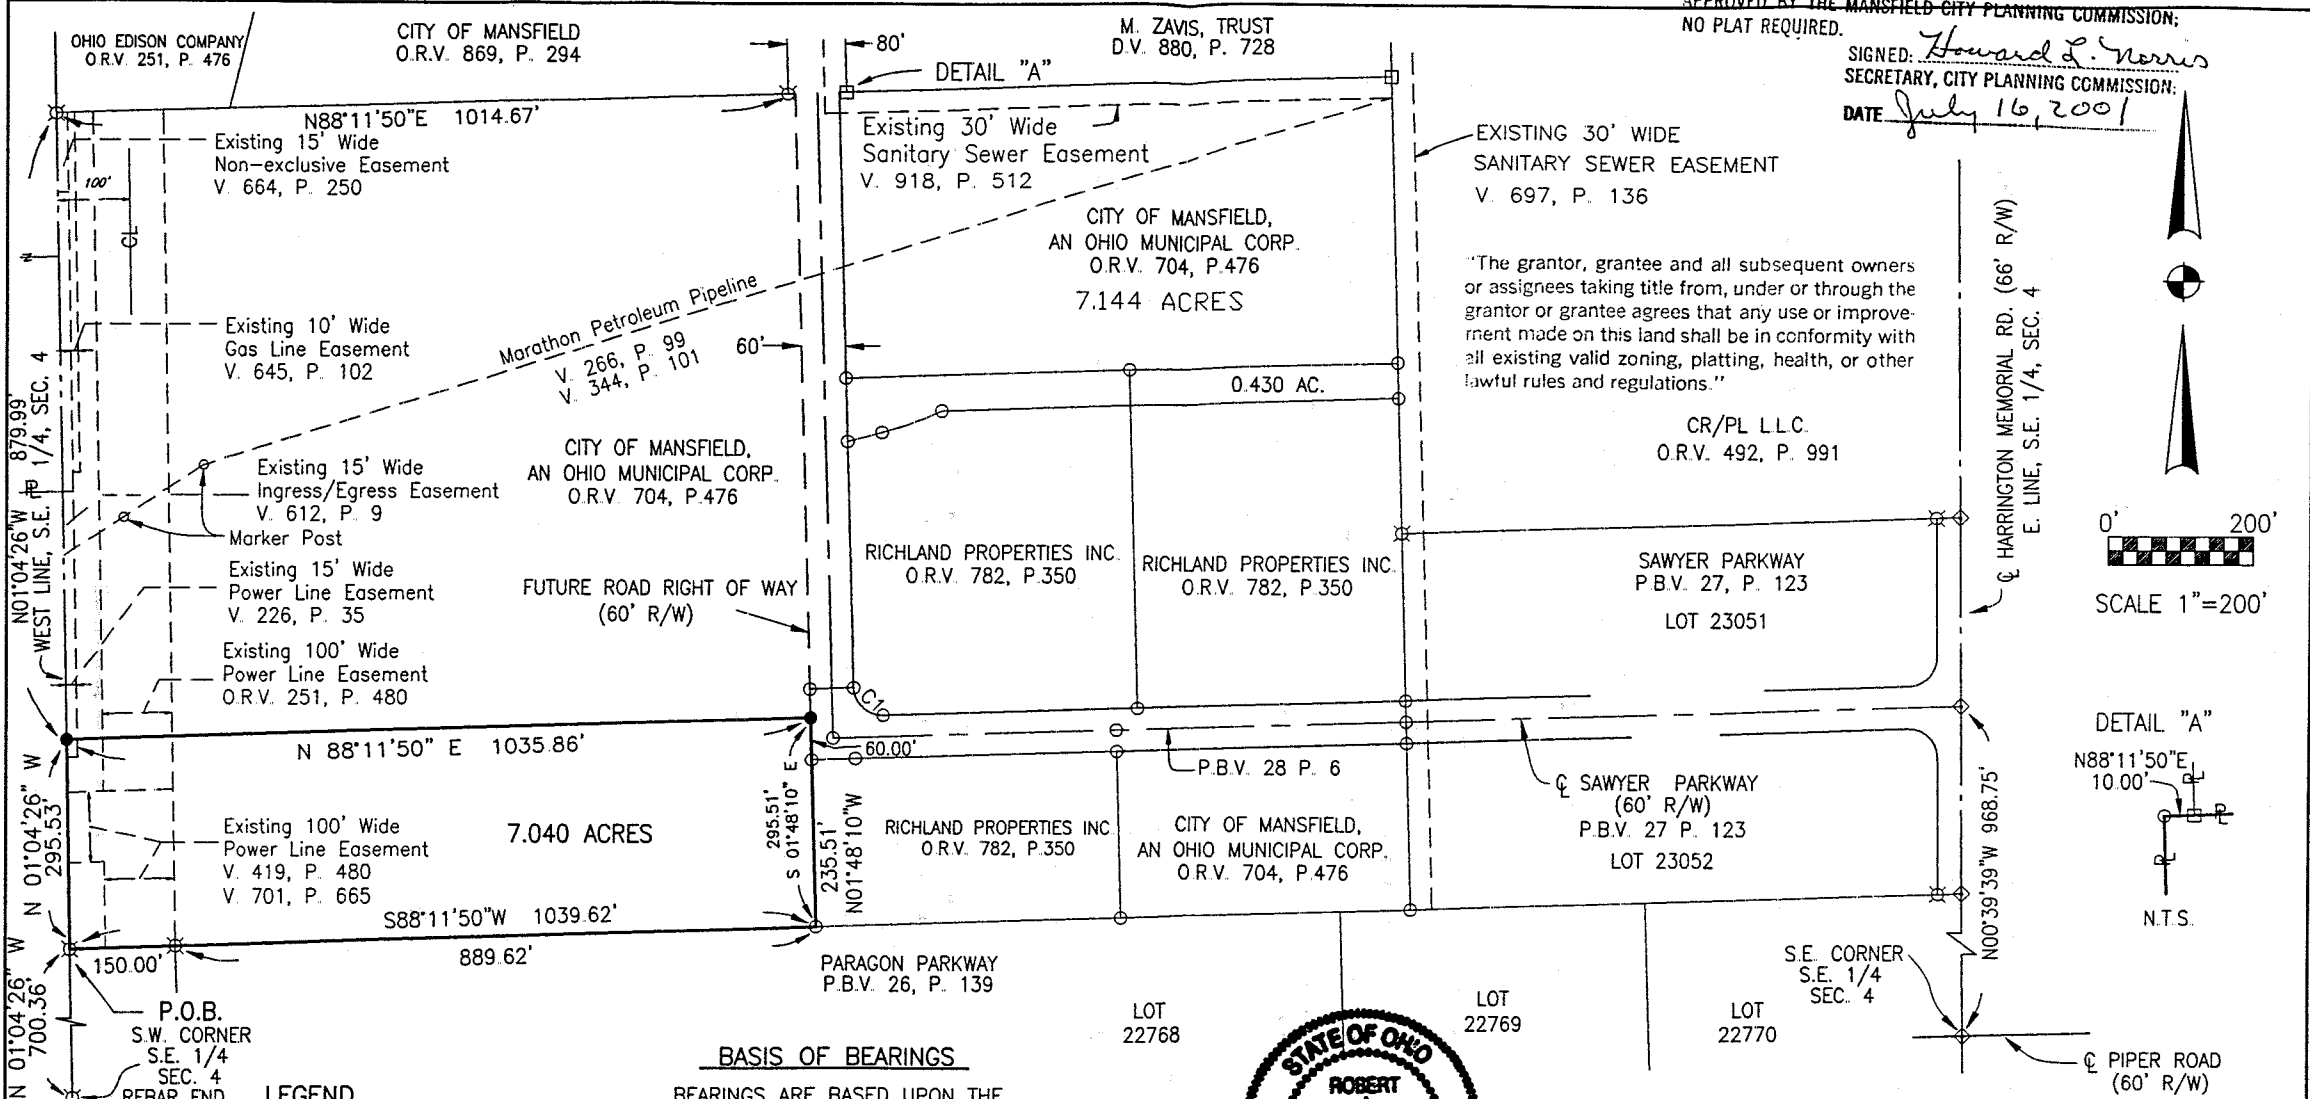 APPROVED BY THE MANSFIELD CITY PLANNING COMMISSION;
NO PLAT REQUIRED.
SIGNED: Howard L. Norris
SECRETARY, CITY PLANNING COMMISSION:
DATE July 16, 2001
OHIO EDISON COMPANY
O.R.V. 251, P. 476
CITY OF MANSFIELD
O.R.V. 869, P. 294
80'
M. ZAVIS, TRUST
D.V. 880, P. 728
DETAIL "A"
N88°11'50"E 1014.67'
Existing 15' Wide
Non-exclusive Easement
V. 664, P. 250
100'
CL
Existing 30' Wide
Sanitary Sewer Easement
V. 918, P. 512
EXISTING 30' WIDE
SANITARY SEWER EASEMENT
V. 697, P. 136
CITY OF MANSFIELD,
AN OHIO MUNICIPAL CORP.
O.R.V. 704, P.476
7.144 ACRES
"The grantor, grantee and all subsequent owners
or assignees taking title from, under or through the
grantor or grantee agrees that any use or improve-
ment made on this land shall be in conformity with
all existing valid zoning, platting, health, or other
lawful rules and regulations."
℄ HARRINGTON MEMORIAL RD. (66' R/W)
E. LINE, S.E. 1/4, SEC. 4
Marathon Petroleum Pipeline
V. 266, P. 99
V. 344, P. 101
60'
Existing 10' Wide
Gas Line Easement
V. 645, P. 102
0.430 AC.
CR/PL L.L.C.
O.R.V. 492, P. 991
N01°04'26"W 879.99'
WEST LINE, S.E. 1/4, SEC. 4
CITY OF MANSFIELD,
AN OHIO MUNICIPAL CORP.
O.R.V. 704, P.476
Existing 15' Wide
Ingress/Egress Easement
V. 612, P. 9
Marker Post
0' 200'
SCALE 1"=200'
RICHLAND PROPERTIES INC.
O.R.V. 782, P.350
RICHLAND PROPERTIES INC.
O.R.V. 782, P.350
SAWYER PARKWAY
P.B.V. 27, P. 123
LOT 23051
Existing 15' Wide
Power Line Easement
V. 226, P. 35
FUTURE ROAD RIGHT OF WAY
(60' R/W)
Existing 100' Wide
Power Line Easement
O.R.V. 251, P. 480
C1
N 88°11'50" E 1035.86'
60.00'
P.B.V. 28 P. 6
℄ SAWYER PARKWAY
(60' R/W)
P.B.V. 27 P. 123
LOT 23052
DETAIL "A"
N88°11'50"E
10.00'
N.T.S.
N 01°04'26" W
295.53'
Existing 100' Wide
Power Line Easement
V. 419, P. 480
V. 701, P. 665
7.040 ACRES
295.51'
S 01°48'10" E
235.51'
N01°48'10"W
RICHLAND PROPERTIES INC
O.R.V. 782, P.350
CITY OF MANSFIELD,
AN OHIO MUNICIPAL CORP.
O.R.V. 704, P.476
N00°39'39"W 968.75'
S88°11'50"W 1039.62'
150.00'
889.62'
PARAGON PARKWAY
P.B.V. 26, P. 139
S.E. CORNER
S.E. 1/4
SEC. 4
N 01°04'26" W
700.36'
P.O.B.
S.W. CORNER
S.E. 1/4
SEC. 4
REBAR END
LEGEND
LOT
22768
LOT
22769
LOT
22770
℄ PIPER ROAD
(60' R/W)
BASIS OF BEARINGS
BEARINGS ARE BASED UPON THE
STATE OF OHIO
ROBERT